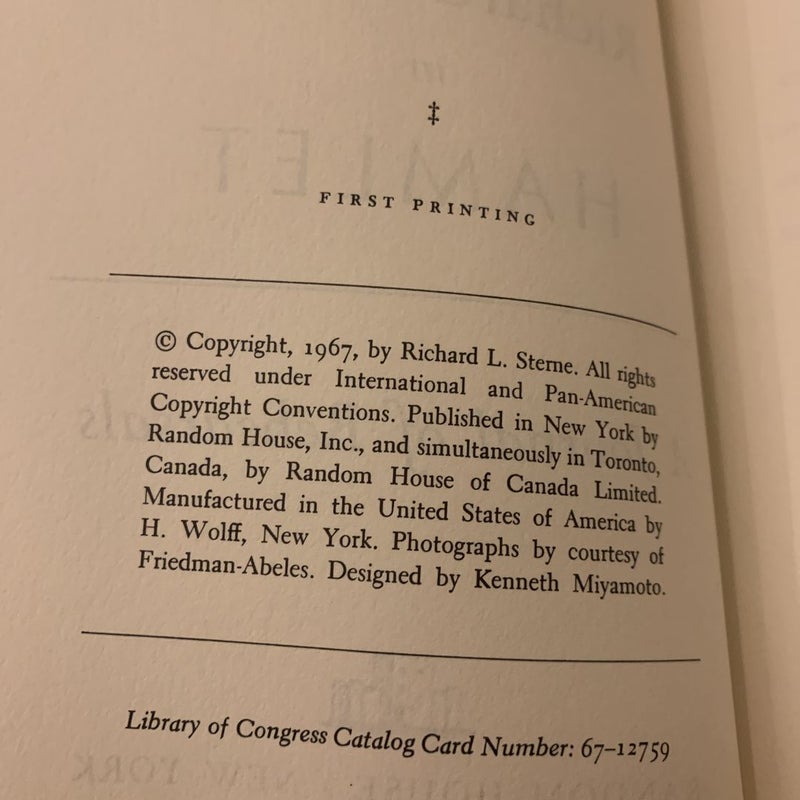 ‡
FIRST PRINTING
© Copyright, 1967, by Richard L. Sterne. All rights
reserved under International and Pan-American
Copyright Conventions. Published in New York by
Random House, Inc., and simultaneously in Toronto,
Canada, by Random House of Canada Limited.
Manufactured in the United States of America by
H. Wolff, New York. Photographs by courtesy of
Friedman-Abeles. Designed by Kenneth Miyamoto.
Library of Congress Catalog Card Number: 67–12759